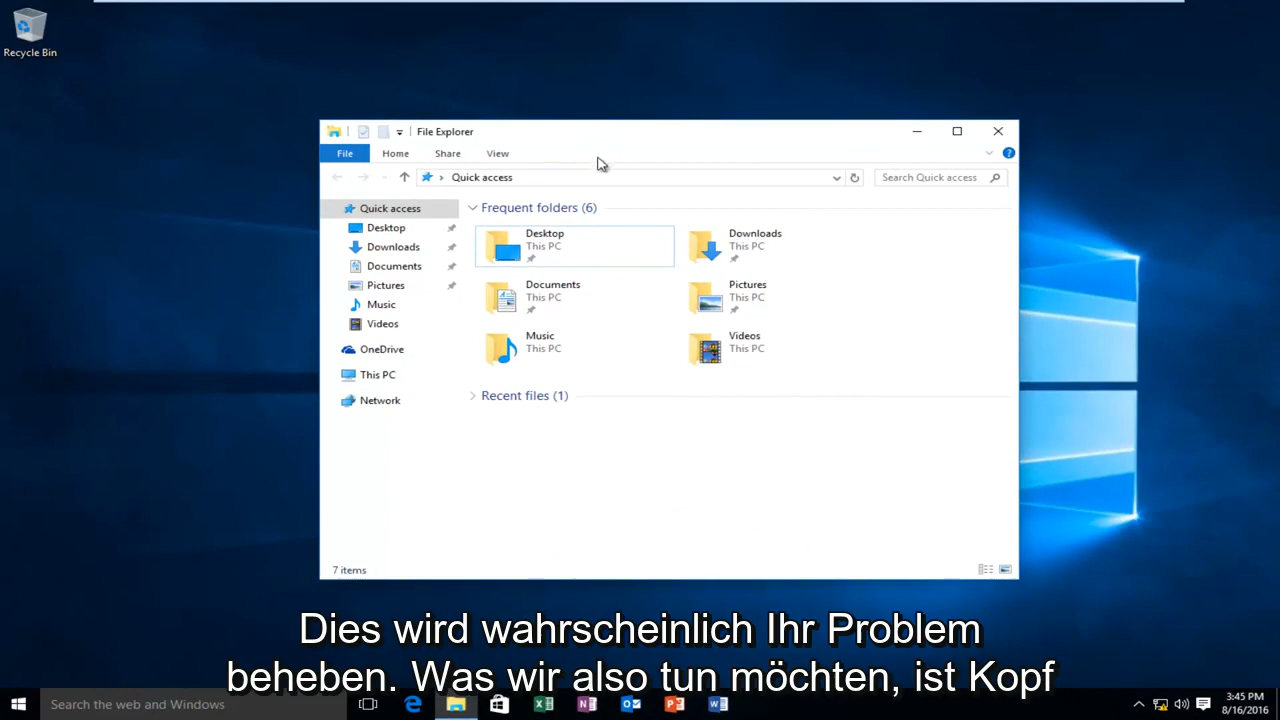 Recycle Bin
File Explorer
File Home Share View
Quick access
Search Quick access
Quick access
Desktop
Downloads
Documents
Pictures
Music
Videos
OneDrive
This PC
Network
Frequent folders (6)
Desktop
This PC
Downloads
This PC
Documents
This PC
Pictures
This PC
Music
This PC
Videos
This PC
Recent files (1)
7 items
Dies wird wahrscheinlich Ihr Problem
beheben. Was wir also tun möchten, ist Kopf
Search the web and Windows
3:45 PM
8/16/2016